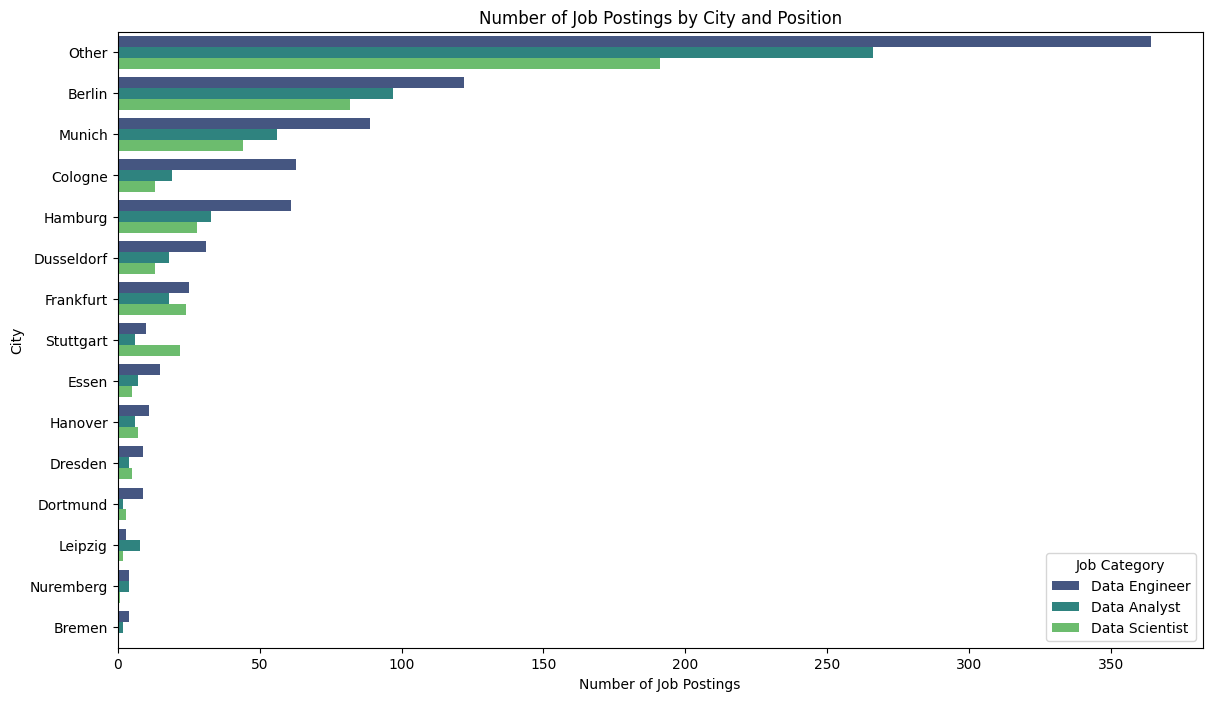 Number of Job Postings by City and Position
Other
Berlin
Munich
Cologne
Hamburg
Dusseldorf
Frankfurt
Stuttgart
Essen
Hanover
Dresden
Dortmund
Leipzig
Nuremberg
Bremen
City
0 50 100 150 200 250 300 350
Number of Job Postings
Job Category
Data Engineer
Data Analyst
Data Scientist